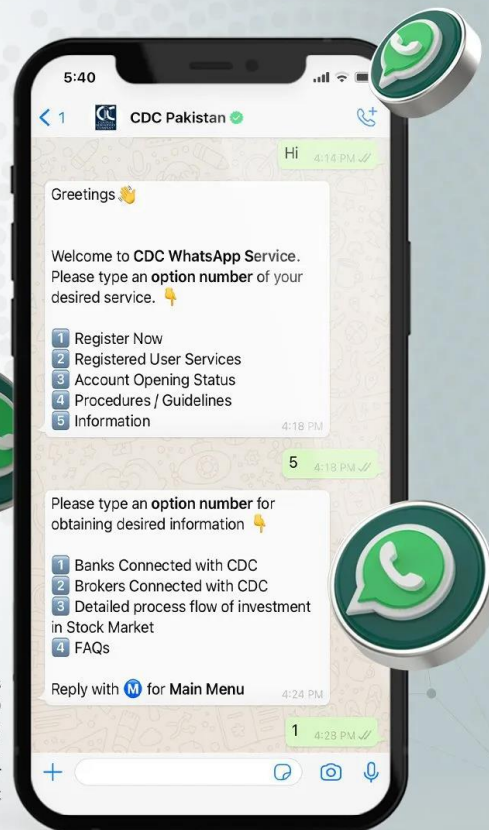 5:40
1
CDC
CDC Pakistan
Hi 4:14 PM
Greetings 👋
Welcome to CDC WhatsApp Service.
Please type an option number of your
desired service. 👇
1 Register Now
2 Registered User Services
3 Account Opening Status
4 Procedures / Guidelines
5 Information
4:18 PM
5 4:18 PM
Please type an option number for
obtaining desired information 👇
1 Banks Connected with CDC
2 Brokers Connected with CDC
3 Detailed process flow of investment
in Stock Market
4 FAQs
Reply with Ⓜ for Main Menu 4:24 PM
1 4:28 PM